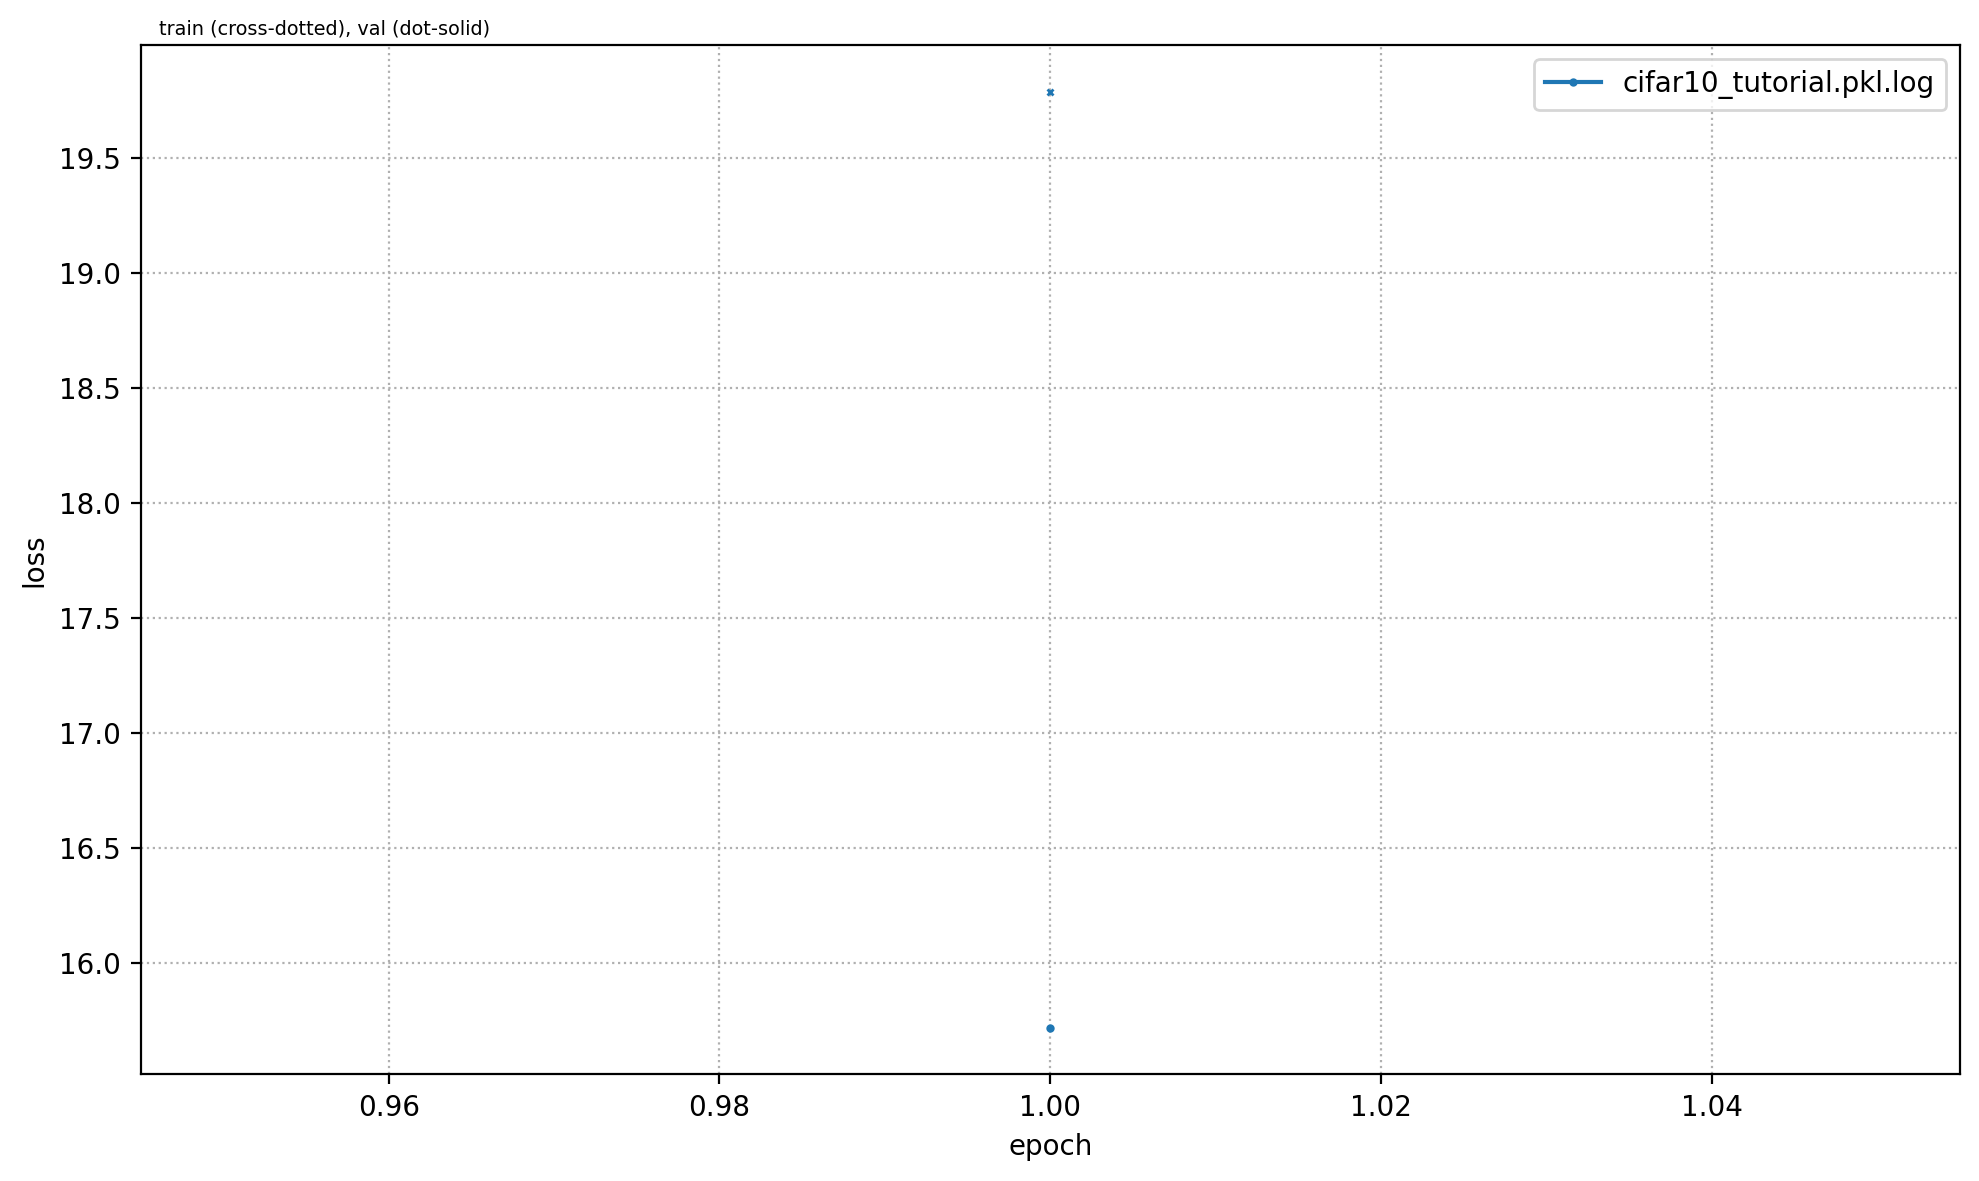 train (cross-dotted), val (dot-solid)
cifar10_tutorial.pkl.log
19.5
19.0
18.5
18.0
17.5
17.0
16.5
16.0
loss
0.96 0.98 1.00 1.02 1.04
epoch